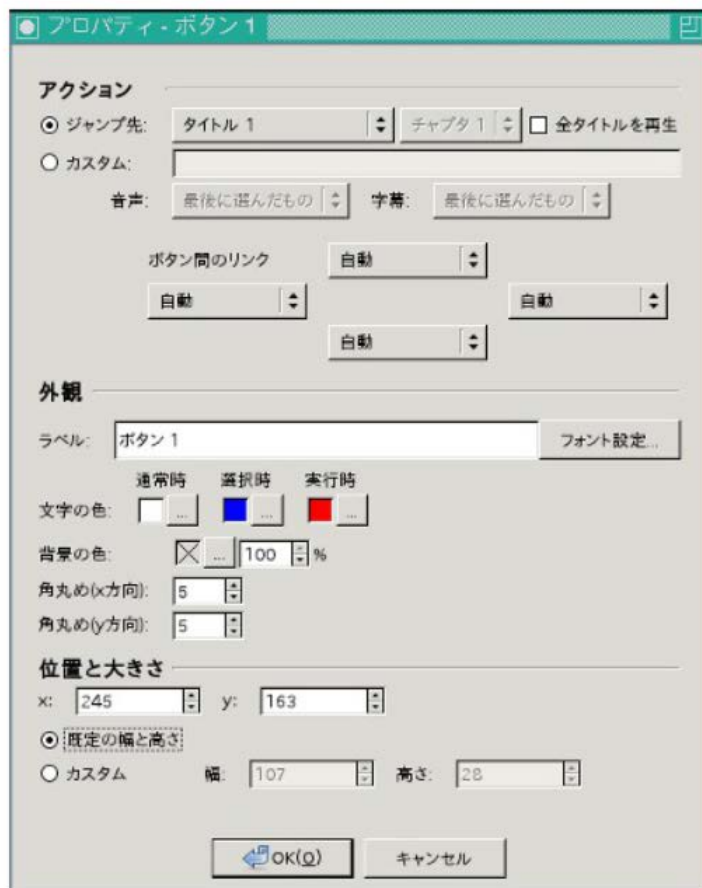 プロパティ - ボタン 1
アクション
ジャンプ先: タイトル 1 チャプタ 1 全タイトルを再生
カスタム:
音声: 最後に選んだもの 字幕: 最後に選んだもの
ボタン間のリンク 自動
自動 自動
自動
外観
ラベル: ボタン 1 フォント設定...
通常時 選択時 実行時
文字の色: ... ... ...
背景の色: ... 100 %
角丸め(x方向): 5
角丸め(y方向): 5
位置と大きさ
x: 245 y: 163
既定の幅と高さ
カスタム 幅: 107 高さ: 28
OK(O) キャンセル